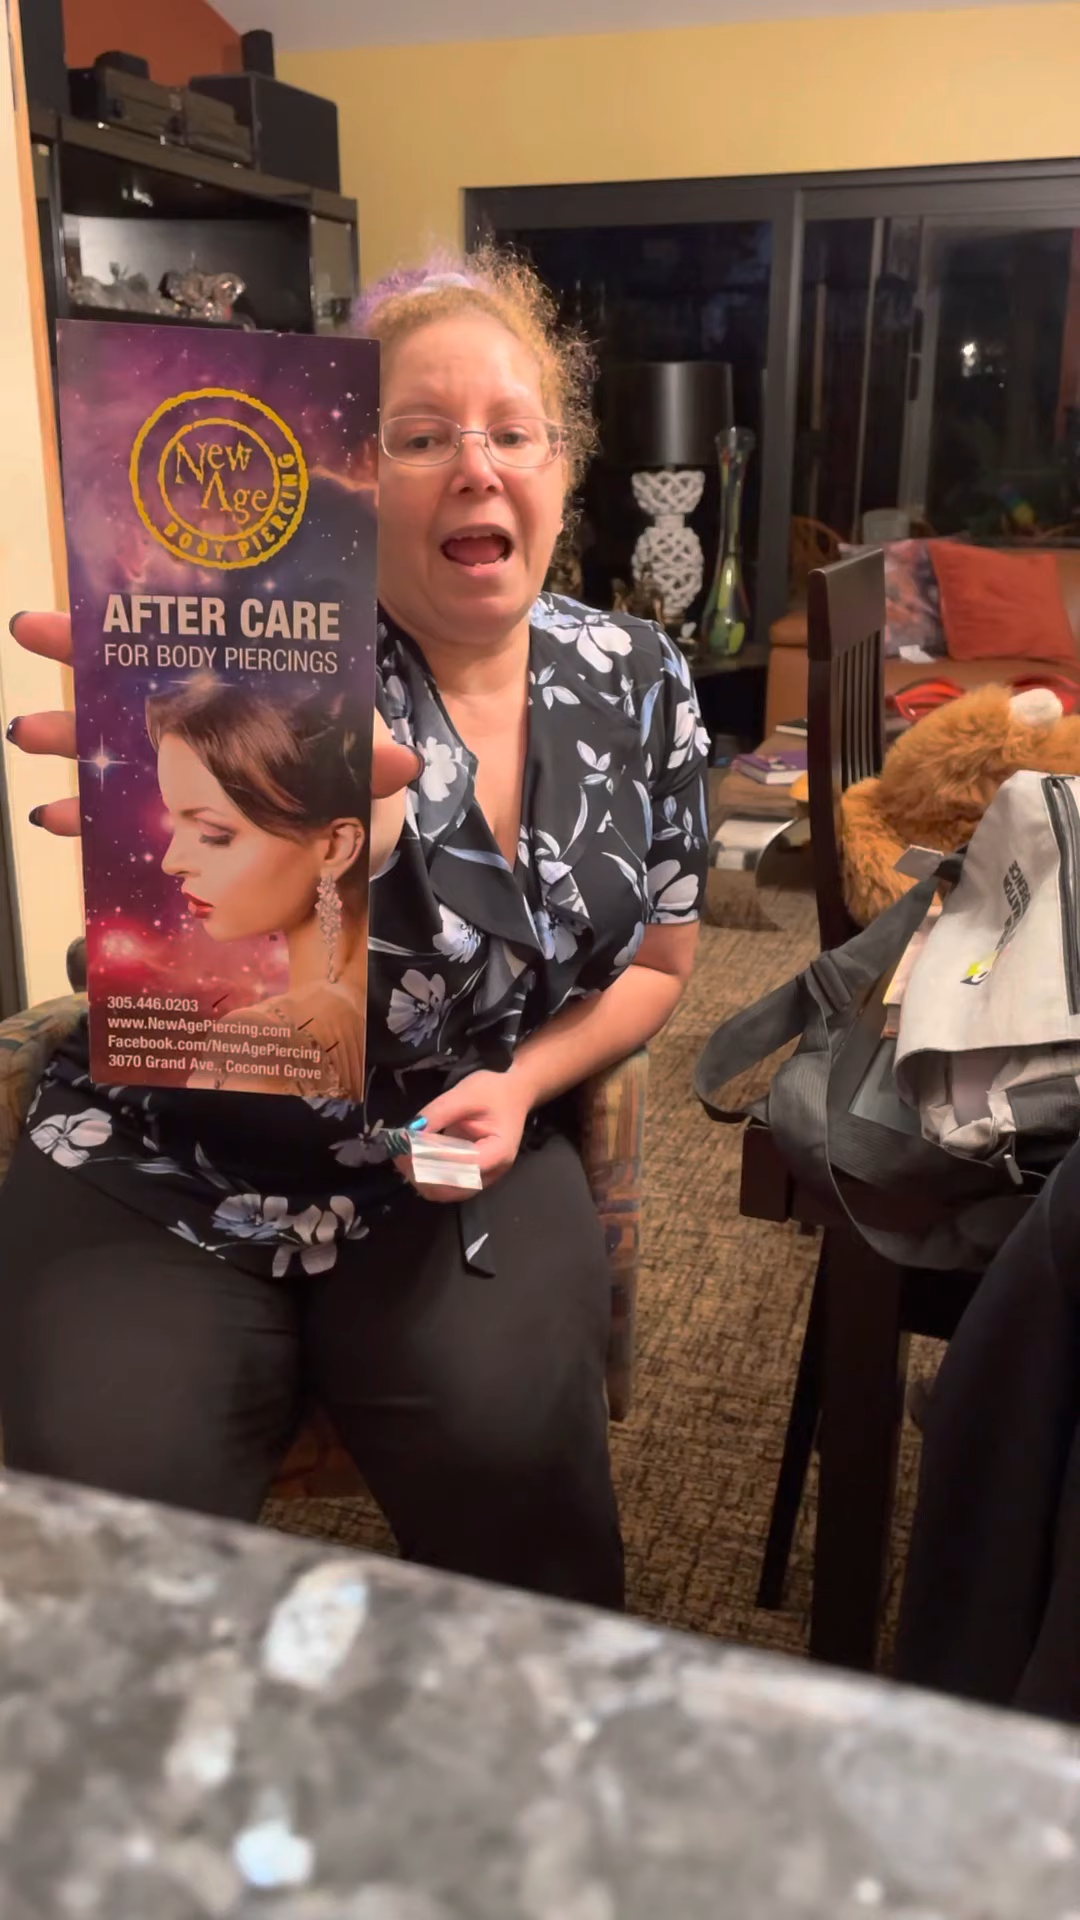 New
Age
BODY PIERCING
AFTER CARE
FOR BODY PIERCINGS
305.446.0203
www.NewAgePiercing.com
Facebook.com/NewAgePiercing
3070 Grand Ave., Coconut Grove